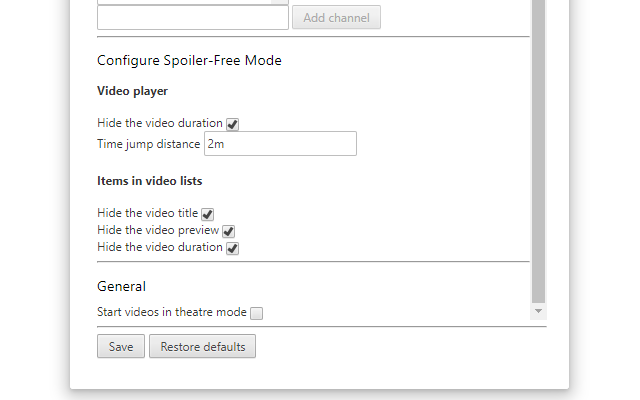 Add channel
Configure Spoiler-Free Mode
Video player
Hide the video duration
Time jump distance 2m
Items in video lists
Hide the video title
Hide the video preview
Hide the video duration
General
Start videos in theatre mode
Save Restore defaults